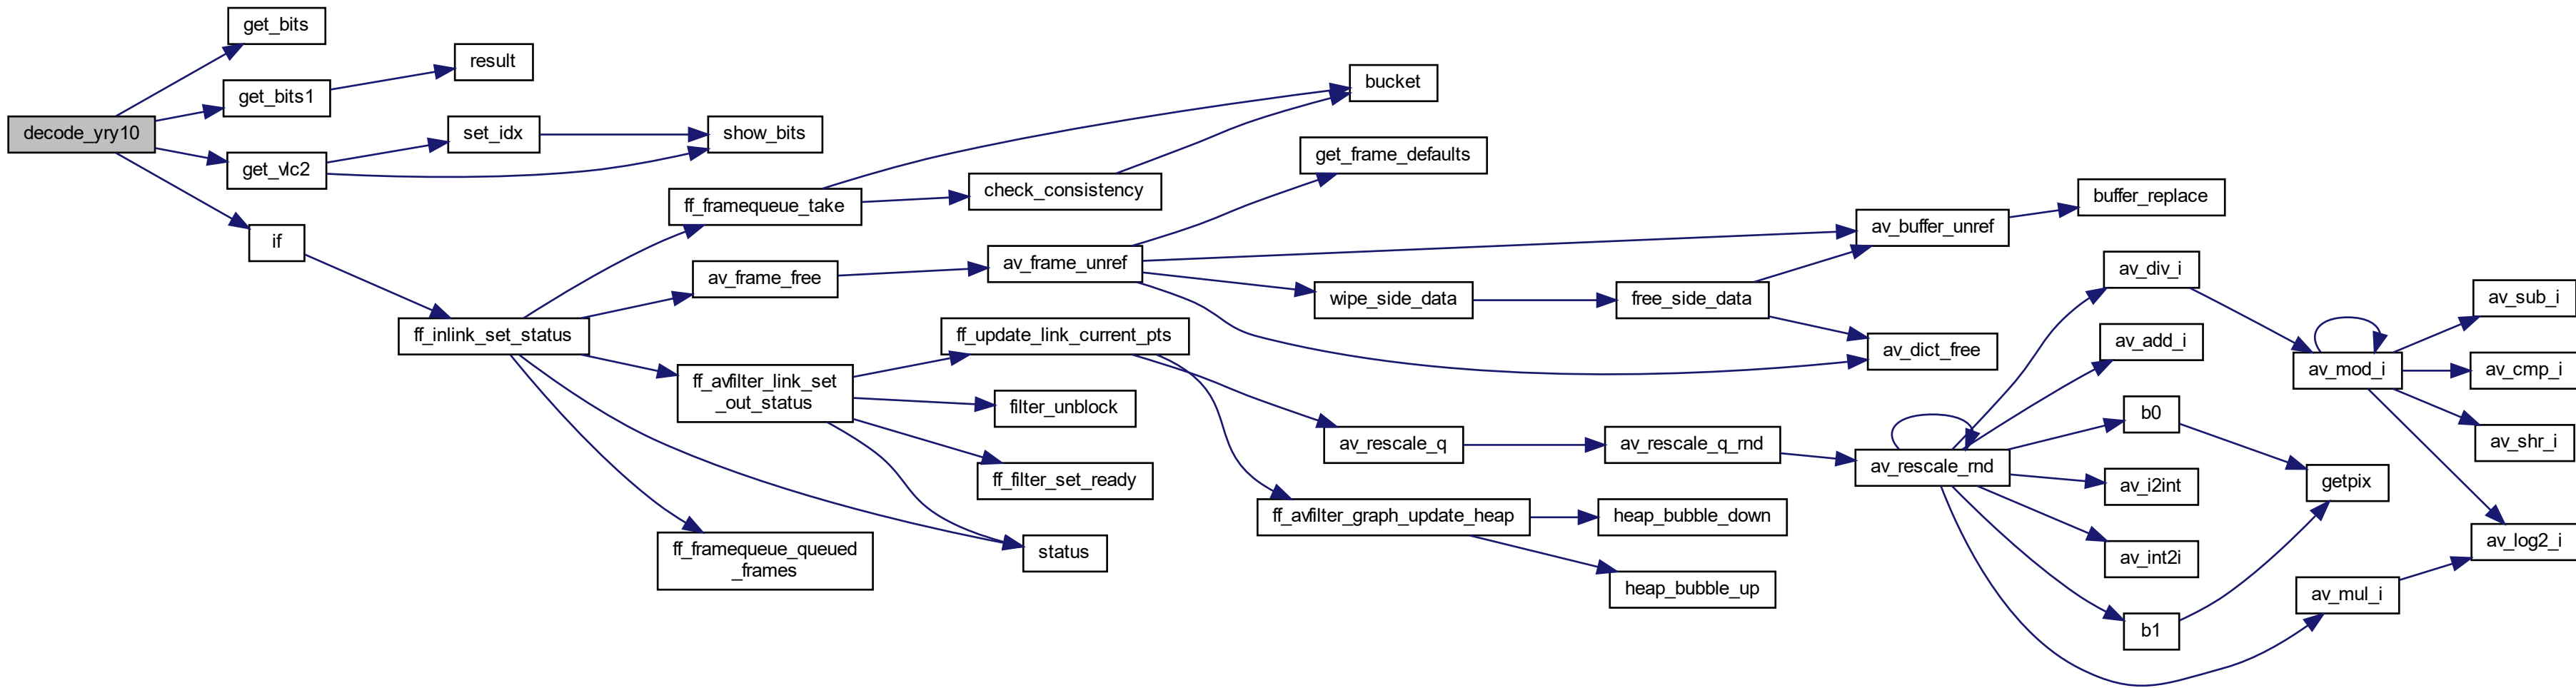 decode_yry10
get_bits
get_bits1
get_vlc2
if
result
set_idx
show_bits
ff_inlink_set_status
ff_framequeue_take
av_frame_free
ff_avfilter_link_set
_out_status
ff_framequeue_queued
_frames
bucket
check_consistency
av_frame_unref
ff_update_link_current_pts
filter_unblock
ff_filter_set_ready
status
get_frame_defaults
wipe_side_data
free_side_data
av_buffer_unref
buffer_replace
av_dict_free
av_rescale_q
av_rescale_q_rnd
ff_avfilter_graph_update_heap
heap_bubble_down
heap_bubble_up
av_rescale_rnd
av_div_i
av_add_i
b0
av_i2int
av_int2i
b1
getpix
av_mul_i
av_mod_i
av_sub_i
av_cmp_i
av_shr_i
av_log2_i